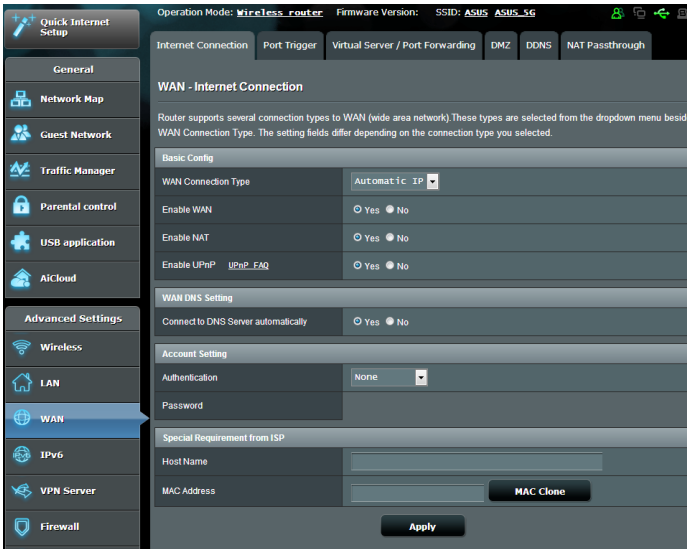 Quick Internet
Setup
General
Network Map
Guest Network
Traffic Manager
Parental control
USB application
AiCloud
Advanced Settings
Wireless
LAN
WAN
IPv6
VPN Server
Firewall
Operation Mode: Wireless router Firmware Version: SSID: ASUS ASUS_5G
Internet Connection Port Trigger Virtual Server / Port Forwarding DMZ DDNS NAT Passthrough
WAN - Internet Connection
Router supports several connection types to WAN (wide area network).These types are selected from the dropdown menu besid
WAN Connection Type. The setting fields differ depending on the connection type you selected.
Basic Config
WAN Connection Type Automatic IP
Enable WAN Yes No
Enable NAT Yes No
Enable UPnP UPnP FAQ Yes No
WAN DNS Setting
Connect to DNS Server automatically Yes No
Account Setting
Authentication None
Password
Special Requirement from ISP
Host Name
MAC Address MAC Clone
Apply